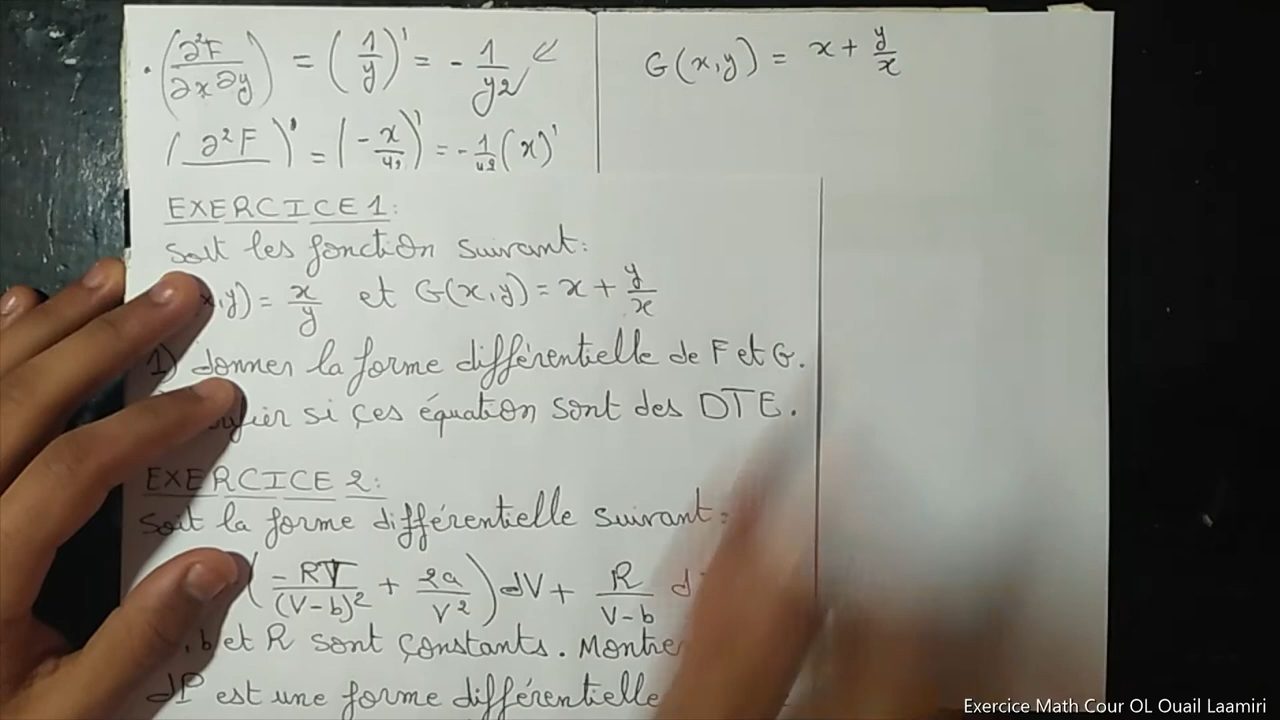 (∂²F/∂x∂y) = (1/y)' = - 1/y2
(∂²F)' = (-x/y²)' = -1/y²(x)'
G(x,y) = x + y/x
EXERCICE 1:
Soit les fonction suivant:
x,y) = x/y et G(x,y) = x + y/x
1) donner la forme différentielle de F et G.
si ces équation sont des DTE.
EXERCICE 2:
Soit la forme différentielle suivant:
(-RT/(V-b)² + 2a/V²) dV + R/V-b d
, b et R sont constants. Montre
dP est une forme différentielle
Exercice Math Cour OL Ouail Laamiri